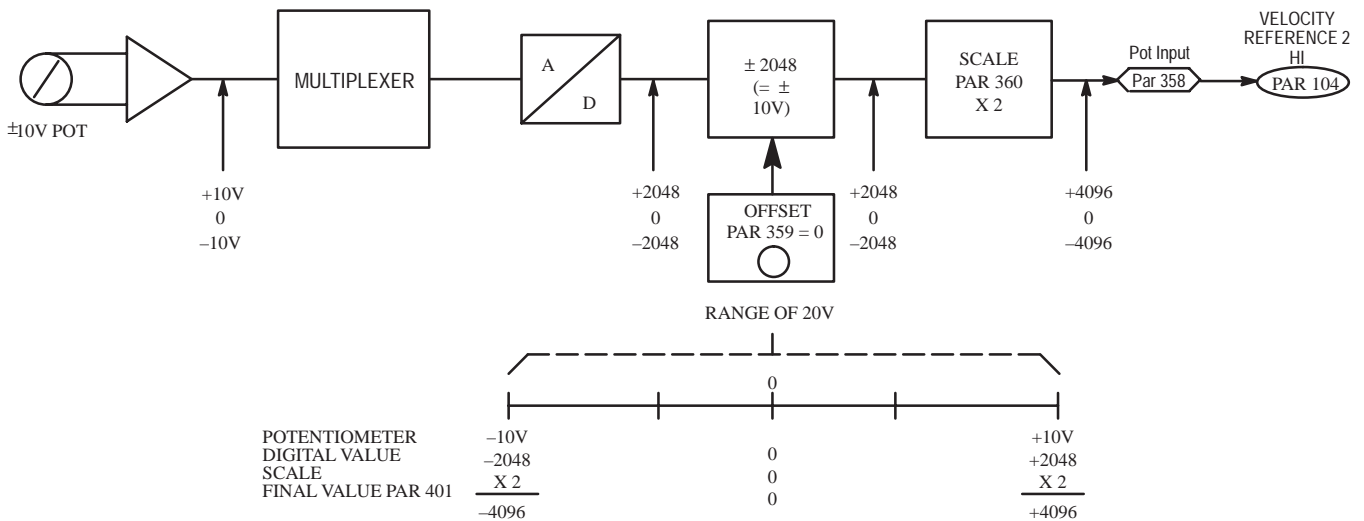 VELOCITY
REFERENCE 2
HI
±10V POT
MULTIPLEXER
A
D
± 2048
(= ±
10V)
SCALE
PAR 360
X 2
Pot Input
Par 358
PAR 104
+10V
0
–10V
+2048
0
–2048
OFFSET
PAR 359 = 0
+2048
0
–2048
+4096
0
–4096
RANGE OF 20V
0
POTENTIOMETER –10V +10V
DIGITAL VALUE –2048 0 +2048
SCALE X 2 0 X 2
FINAL VALUE PAR 401 0
–4096 +4096